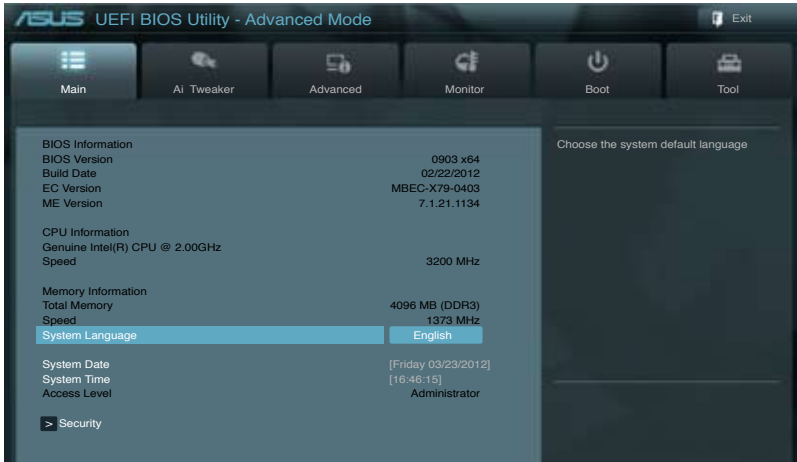 ASUS UEFI BIOS Utility - Advanced Mode
Exit
Main
Ai Tweaker
Advanced
Monitor
Boot
Tool
BIOS Information
BIOS Version 0903 x64
Build Date 02/22/2012
EC Version MBEC-X79-0403
ME Version 7.1.21.1134
CPU Information
Genuine Intel(R) CPU @ 2.00GHz
Speed 3200 MHz
Memory Information
Total Memory 4096 MB (DDR3)
Speed 1373 MHz
System Language English
System Date [Friday 03/23/2012]
System Time [16:46:15]
Access Level Administrator
> Security
Choose the system default language